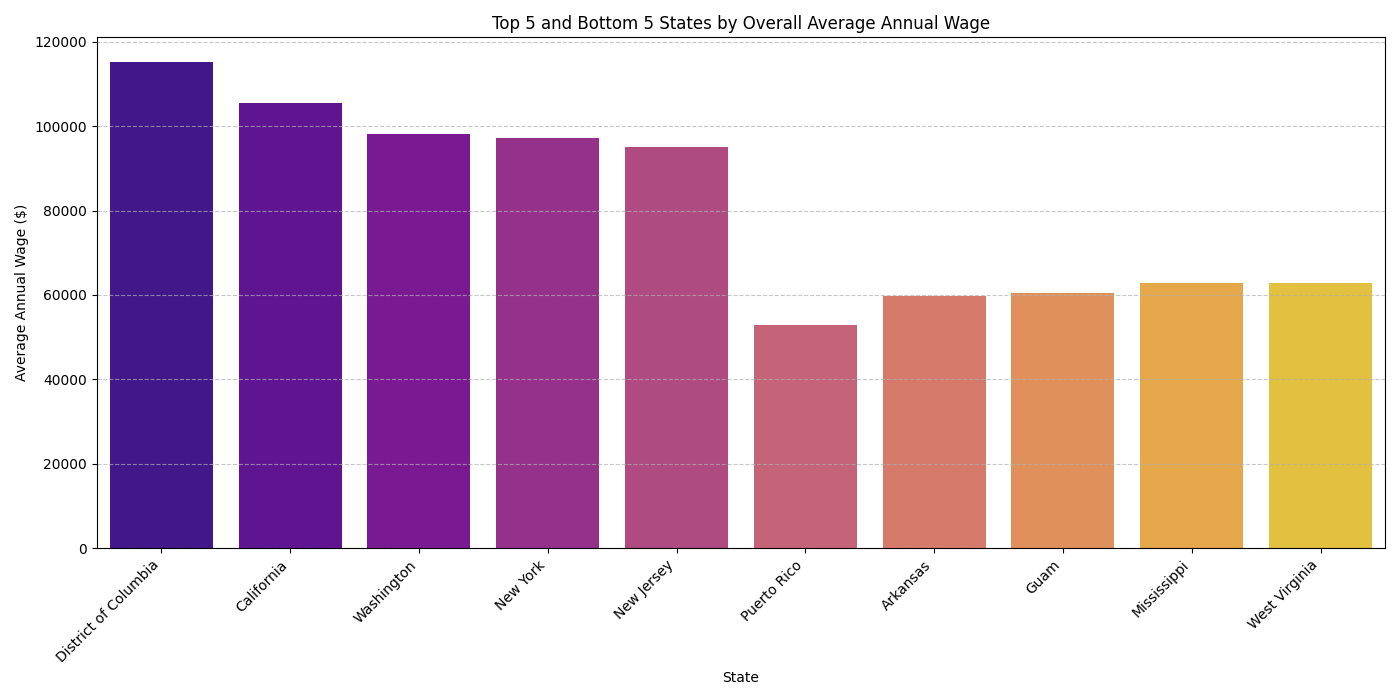 Top 5 and Bottom 5 States by Overall Average Annual Wage
Average Annual Wage ($)
120000
100000
80000
60000
40000
20000
0
District of Columbia
California
Washington
New York
New Jersey
Puerto Rico
Arkansas
Guam
Mississippi
West Virginia
State